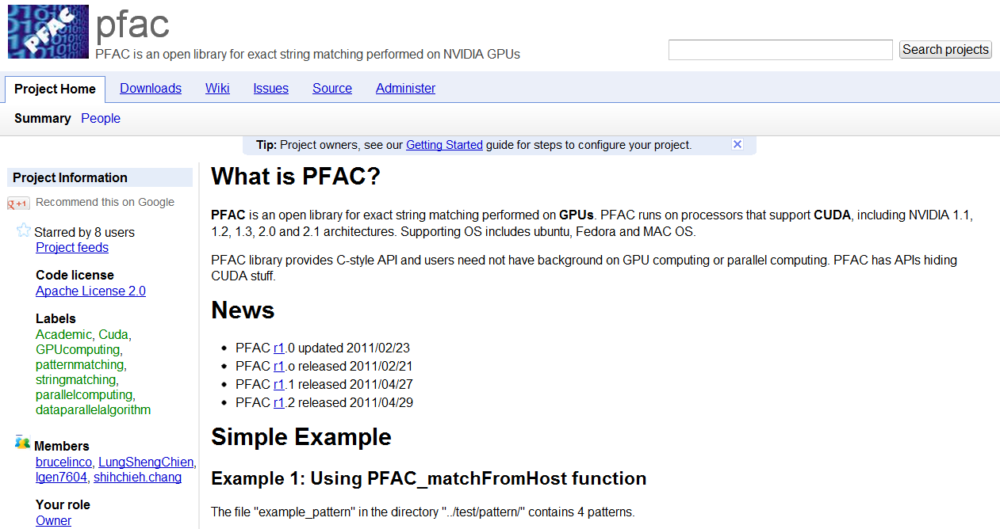 PFAC
pfac
PFAC is an open library for exact string matching performed on NVIDIA GPUs
Search projects
Project Home Downloads Wiki Issues Source Administer
Summary People
Tip: Project owners, see our Getting Started guide for steps to configure your project.
Project Information
+1 Recommend this on Google
Starred by 8 users
Project feeds
Code license
Apache License 2.0
Labels
Academic, Cuda,
GPUcomputing,
patternmatching,
stringmatching,
parallelcomputing,
dataparallelalgorithm
Members
brucelinco, LungShengChien,
lgen7604, shihchieh.chang
Your role
Owner
What is PFAC?
PFAC is an open library for exact string matching performed on GPUs. PFAC runs on processors that support CUDA, including NVIDIA 1.1,
1.2, 1.3, 2.0 and 2.1 architectures. Supporting OS includes ubuntu, Fedora and MAC OS.
PFAC library provides C-style API and users need not have background on GPU computing or parallel computing. PFAC has APIs hiding
CUDA stuff.
News
• PFAC r1.0 updated 2011/02/23
• PFAC r1.o released 2011/02/21
• PFAC r1.1 released 2011/04/27
• PFAC r1.2 released 2011/04/29
Simple Example
Example 1: Using PFAC_matchFromHost function
The file "example_pattern" in the directory "../test/pattern/" contains 4 patterns.